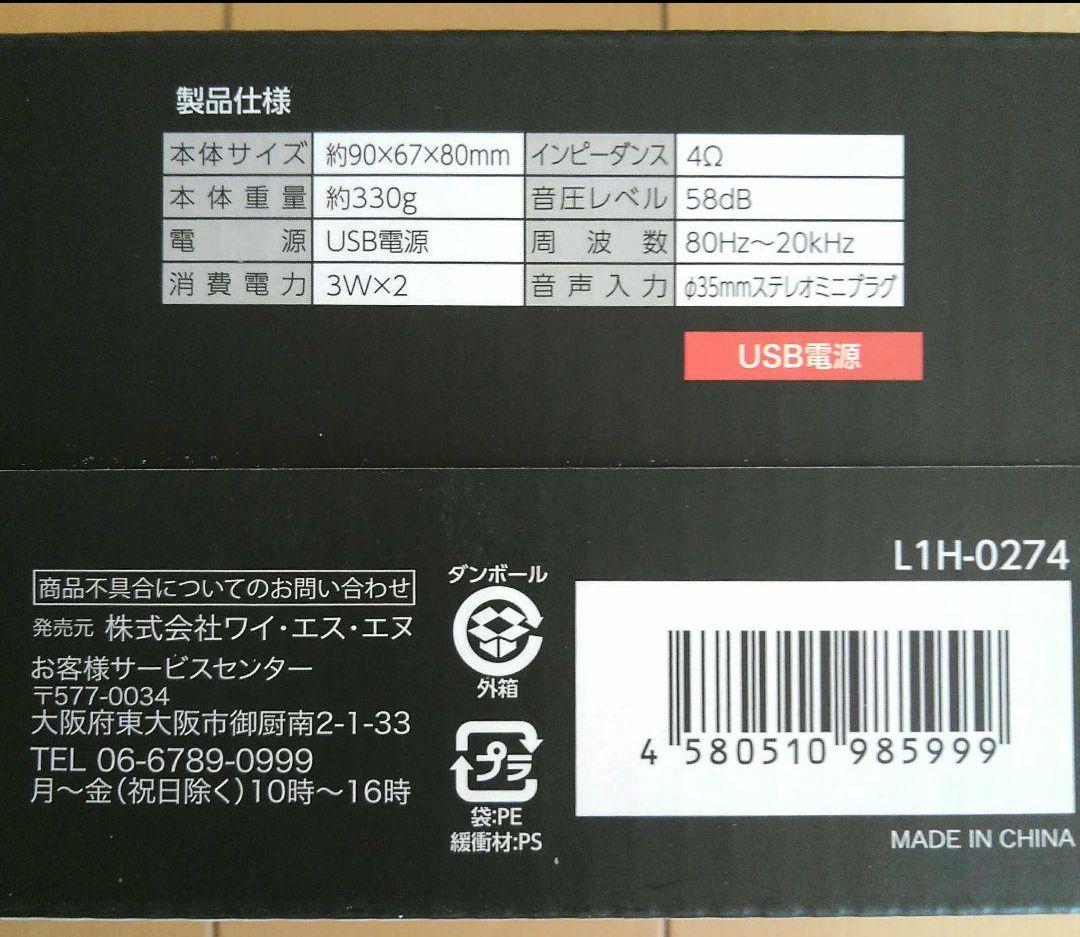 製品仕様
本体サイズ 約90×67×80mm インピーダンス 4Ω
本体重量 約330g 音圧レベル 58dB
電源 USB電源 周波数 80Hz～20kHz
消費電力 3W×2 音声入力 φ35mmステレオミニプラグ
USB電源
商品不具合についてのお問い合わせ
発売元 株式会社ワイ・エス・エヌ
お客様サービスセンター
〒577-0034
大阪府東大阪市御厨南2-1-33
TEL 06-6789-0999
月～金（祝日除く）10時～16時
ダンボール
外箱
プラ
袋:PE
緩衝材:PS
L1H-0274
4 580510 985999
MADE IN CHINA